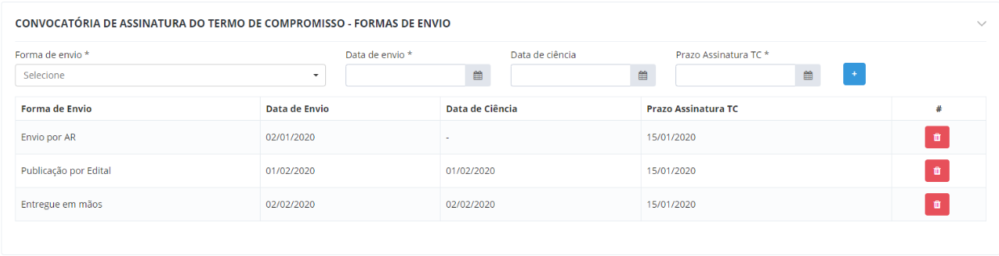 CONVOCATÓRIA DE ASSINATURA DO TERMO DE COMPROMISSO - FORMAS DE ENVIO
Forma de envio * Data de envio * Data de ciência Prazo Assinatura TC *
Selecione +
Forma de Envio Data de Envio Data de Ciência Prazo Assinatura TC #
Envio por AR 02/01/2020 - 15/01/2020
Publicação por Edital 01/02/2020 01/02/2020 15/01/2020
Entregue em mãos 02/02/2020 02/02/2020 15/01/2020